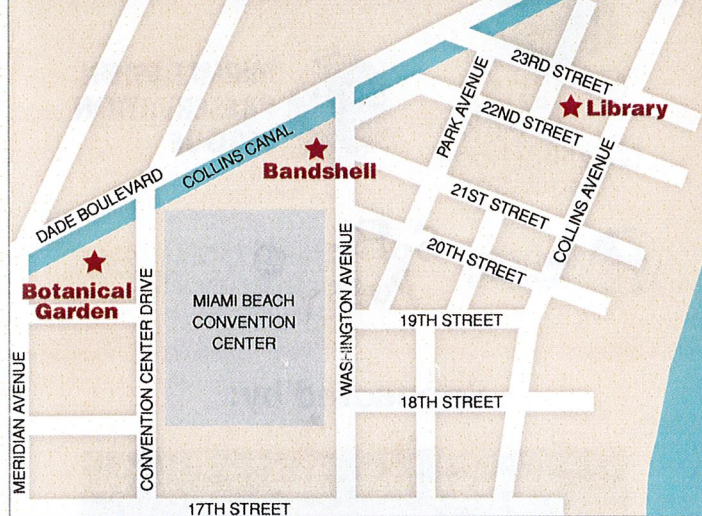 23RD STREET
PARK AVENUE
Library
22ND STREET
COLLINS CANAL
Bandshell
DADE BOULEVARD
COLLINS AVENUE
21ST STREET
20TH STREET
Botanical
Garden
MIAMI BEACH
CONVENTION
CENTER
WASHINGTON AVENUE
CONVENTION CENTER DRIVE
19TH STREET
MERIDIAN AVENUE
18TH STREET
17TH STREET